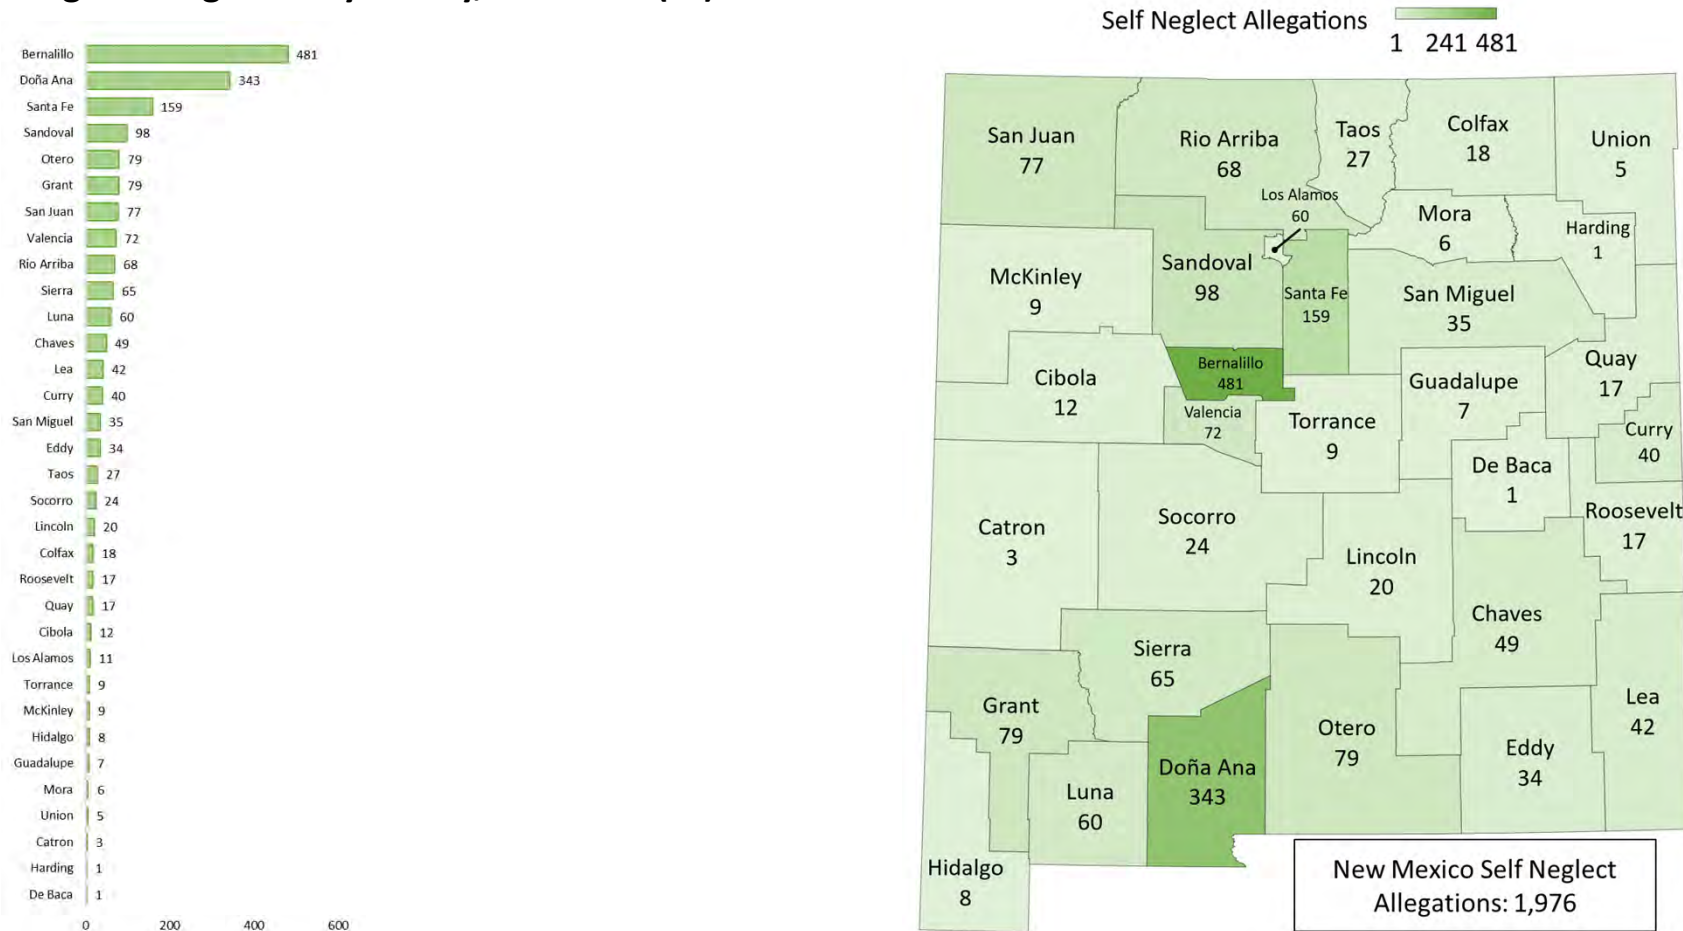 Bernalillo 481
Doña Ana 343
Santa Fe 159
Sandoval 98
Otero 79
Grant 79
San Juan 77
Valencia 72
Rio Arriba 68
Sierra 65
Luna 60
Chaves 49
Lea 42
Curry 40
San Miguel 35
Eddy 34
Taos 27
Socorro 24
Lincoln 20
Colfax 18
Roosevelt 17
Quay 17
Cibola 12
Los Alamos 11
Torrance 9
McKinley 9
Hidalgo 8
Guadalupe 7
Mora 6
Union 5
Catron 3
Harding 1
De Baca 1
0 200 400 600
Self Neglect Allegations
1 241 481
San Juan
77
Rio Arriba
68
Taos
27
Colfax
18
Union
5
Los Alamos
60
Mora
6
Harding
1
McKinley
9
Sandoval
98
Santa Fe
159
San Miguel
35
Quay
17
Bernalillo
481
Cibola
12
Guadalupe
7
Valencia
72
Torrance
9
Curry
40
De Baca
1
Roosevelt
17
Catron
3
Socorro
24
Lincoln
20
Chaves
49
Sierra
65
Grant
79
Lea
42
Otero
79
Eddy
34
Doña Ana
343
Luna
60
Hidalgo
8
New Mexico Self Neglect
Allegations: 1,976